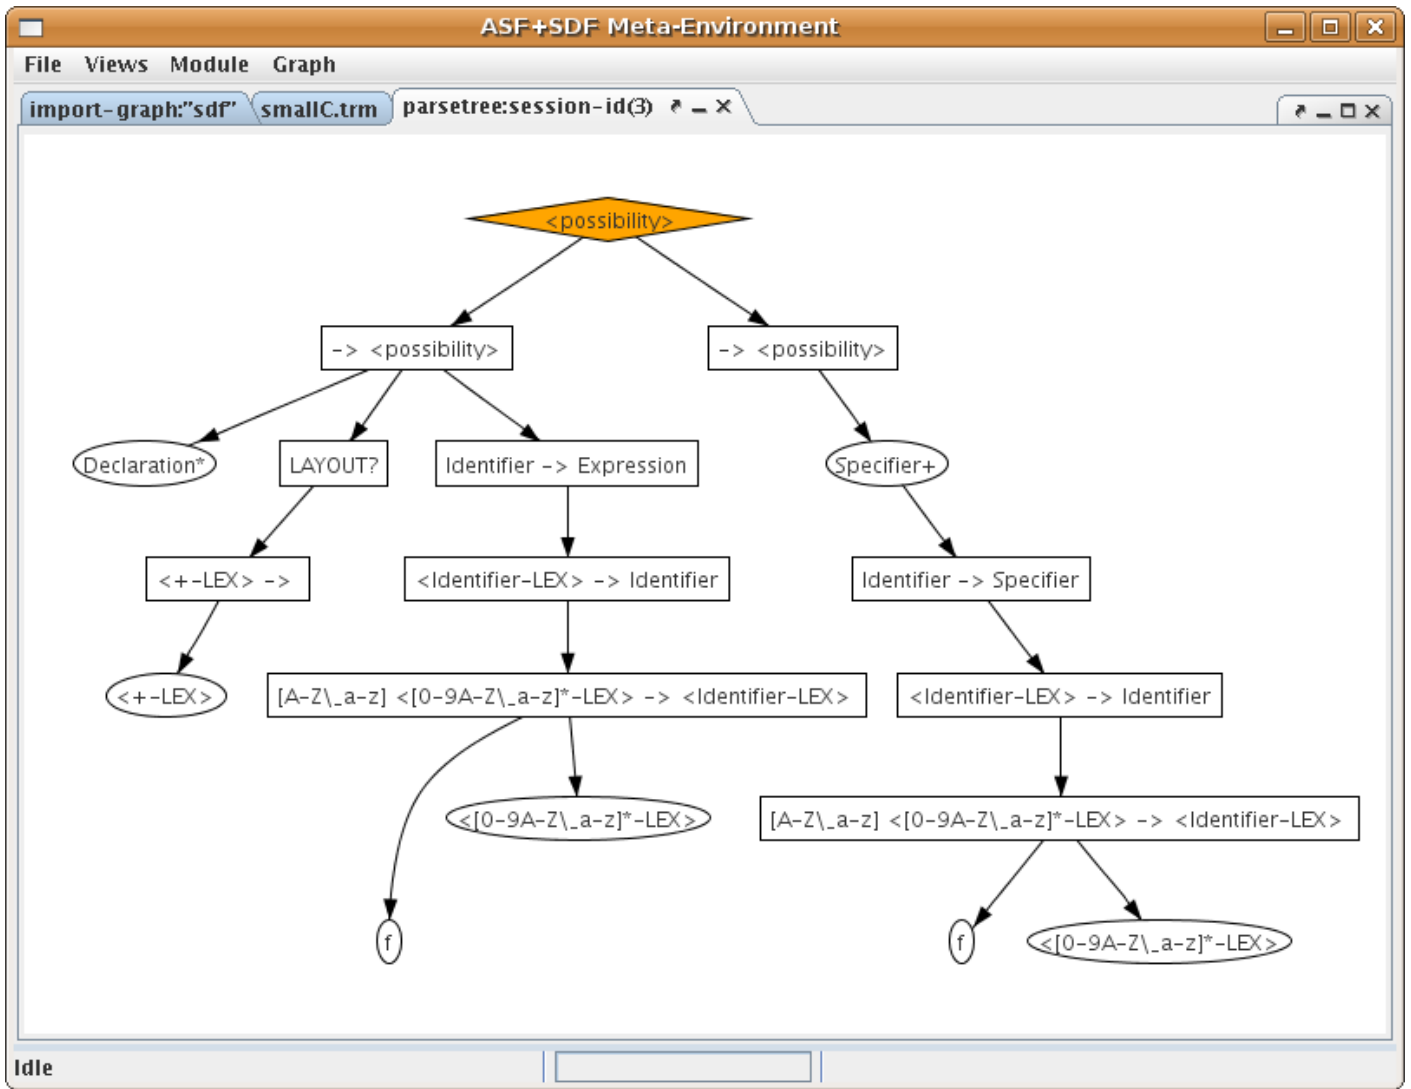 ASF+SDF Meta-Environment
File Views Module Graph
import-graph:"sdf" smallC.trm parsetree:session-id(3)
<possibility>
-> <possibility> -> <possibility>
Declaration* LAYOUT? Identifier -> Expression Specifier+
<+-LEX> -> <Identifier-LEX> -> Identifier Identifier -> Specifier
<+-LEX> [A-Z\_a-z] <[0-9A-Z\_a-z]*-LEX> -> <Identifier-LEX> <Identifier-LEX> -> Identifier
<[0-9A-Z\_a-z]*-LEX> [A-Z\_a-z] <[0-9A-Z\_a-z]*-LEX> -> <Identifier-LEX>
f f <[0-9A-Z\_a-z]*-LEX>
Idle